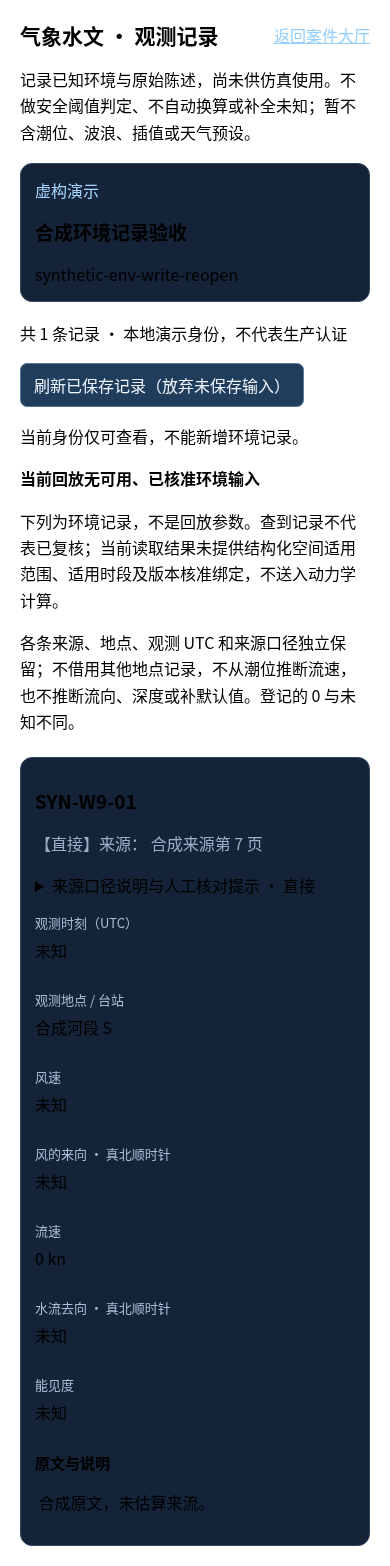 气象水文 · 观测记录
返回案件大厅
记录已知环境与原始陈述，尚未供仿真使用。不
做安全阈值判定、不自动换算或补全未知；暂不
含潮位、波浪、插值或天气预设。
虚构演示
合成环境记录验收
synthetic-env-write-reopen
共 1 条记录 · 本地演示身份，不代表生产认证
刷新已保存记录（放弃未保存输入）
当前身份仅可查看，不能新增环境记录。
当前回放无可用、已核准环境输入
下列为环境记录，不是回放参数。查到记录不代
表已复核；当前读取结果未提供结构化空间适用
范围、适用时段及版本核准绑定，不送入动力学
计算。
各条来源、地点、观测 UTC 和来源口径独立保
留；不借用其他地点记录，不从潮位推断流速，
也不推断流向、深度或补默认值。登记的 0 与未
知不同。
SYN-W9-01
【直接】来源： 合成来源第 7 页
▶ 来源口径说明与人工核对提示 · 直接
观测时刻（UTC）
未知
观测地点 / 台站
合成河段 S
风速
未知
风的来向 · 真北顺时针
未知
流速
0 kn
水流去向 · 真北顺时针
未知
能见度
未知
原文与说明
合成原文，未估算来流。